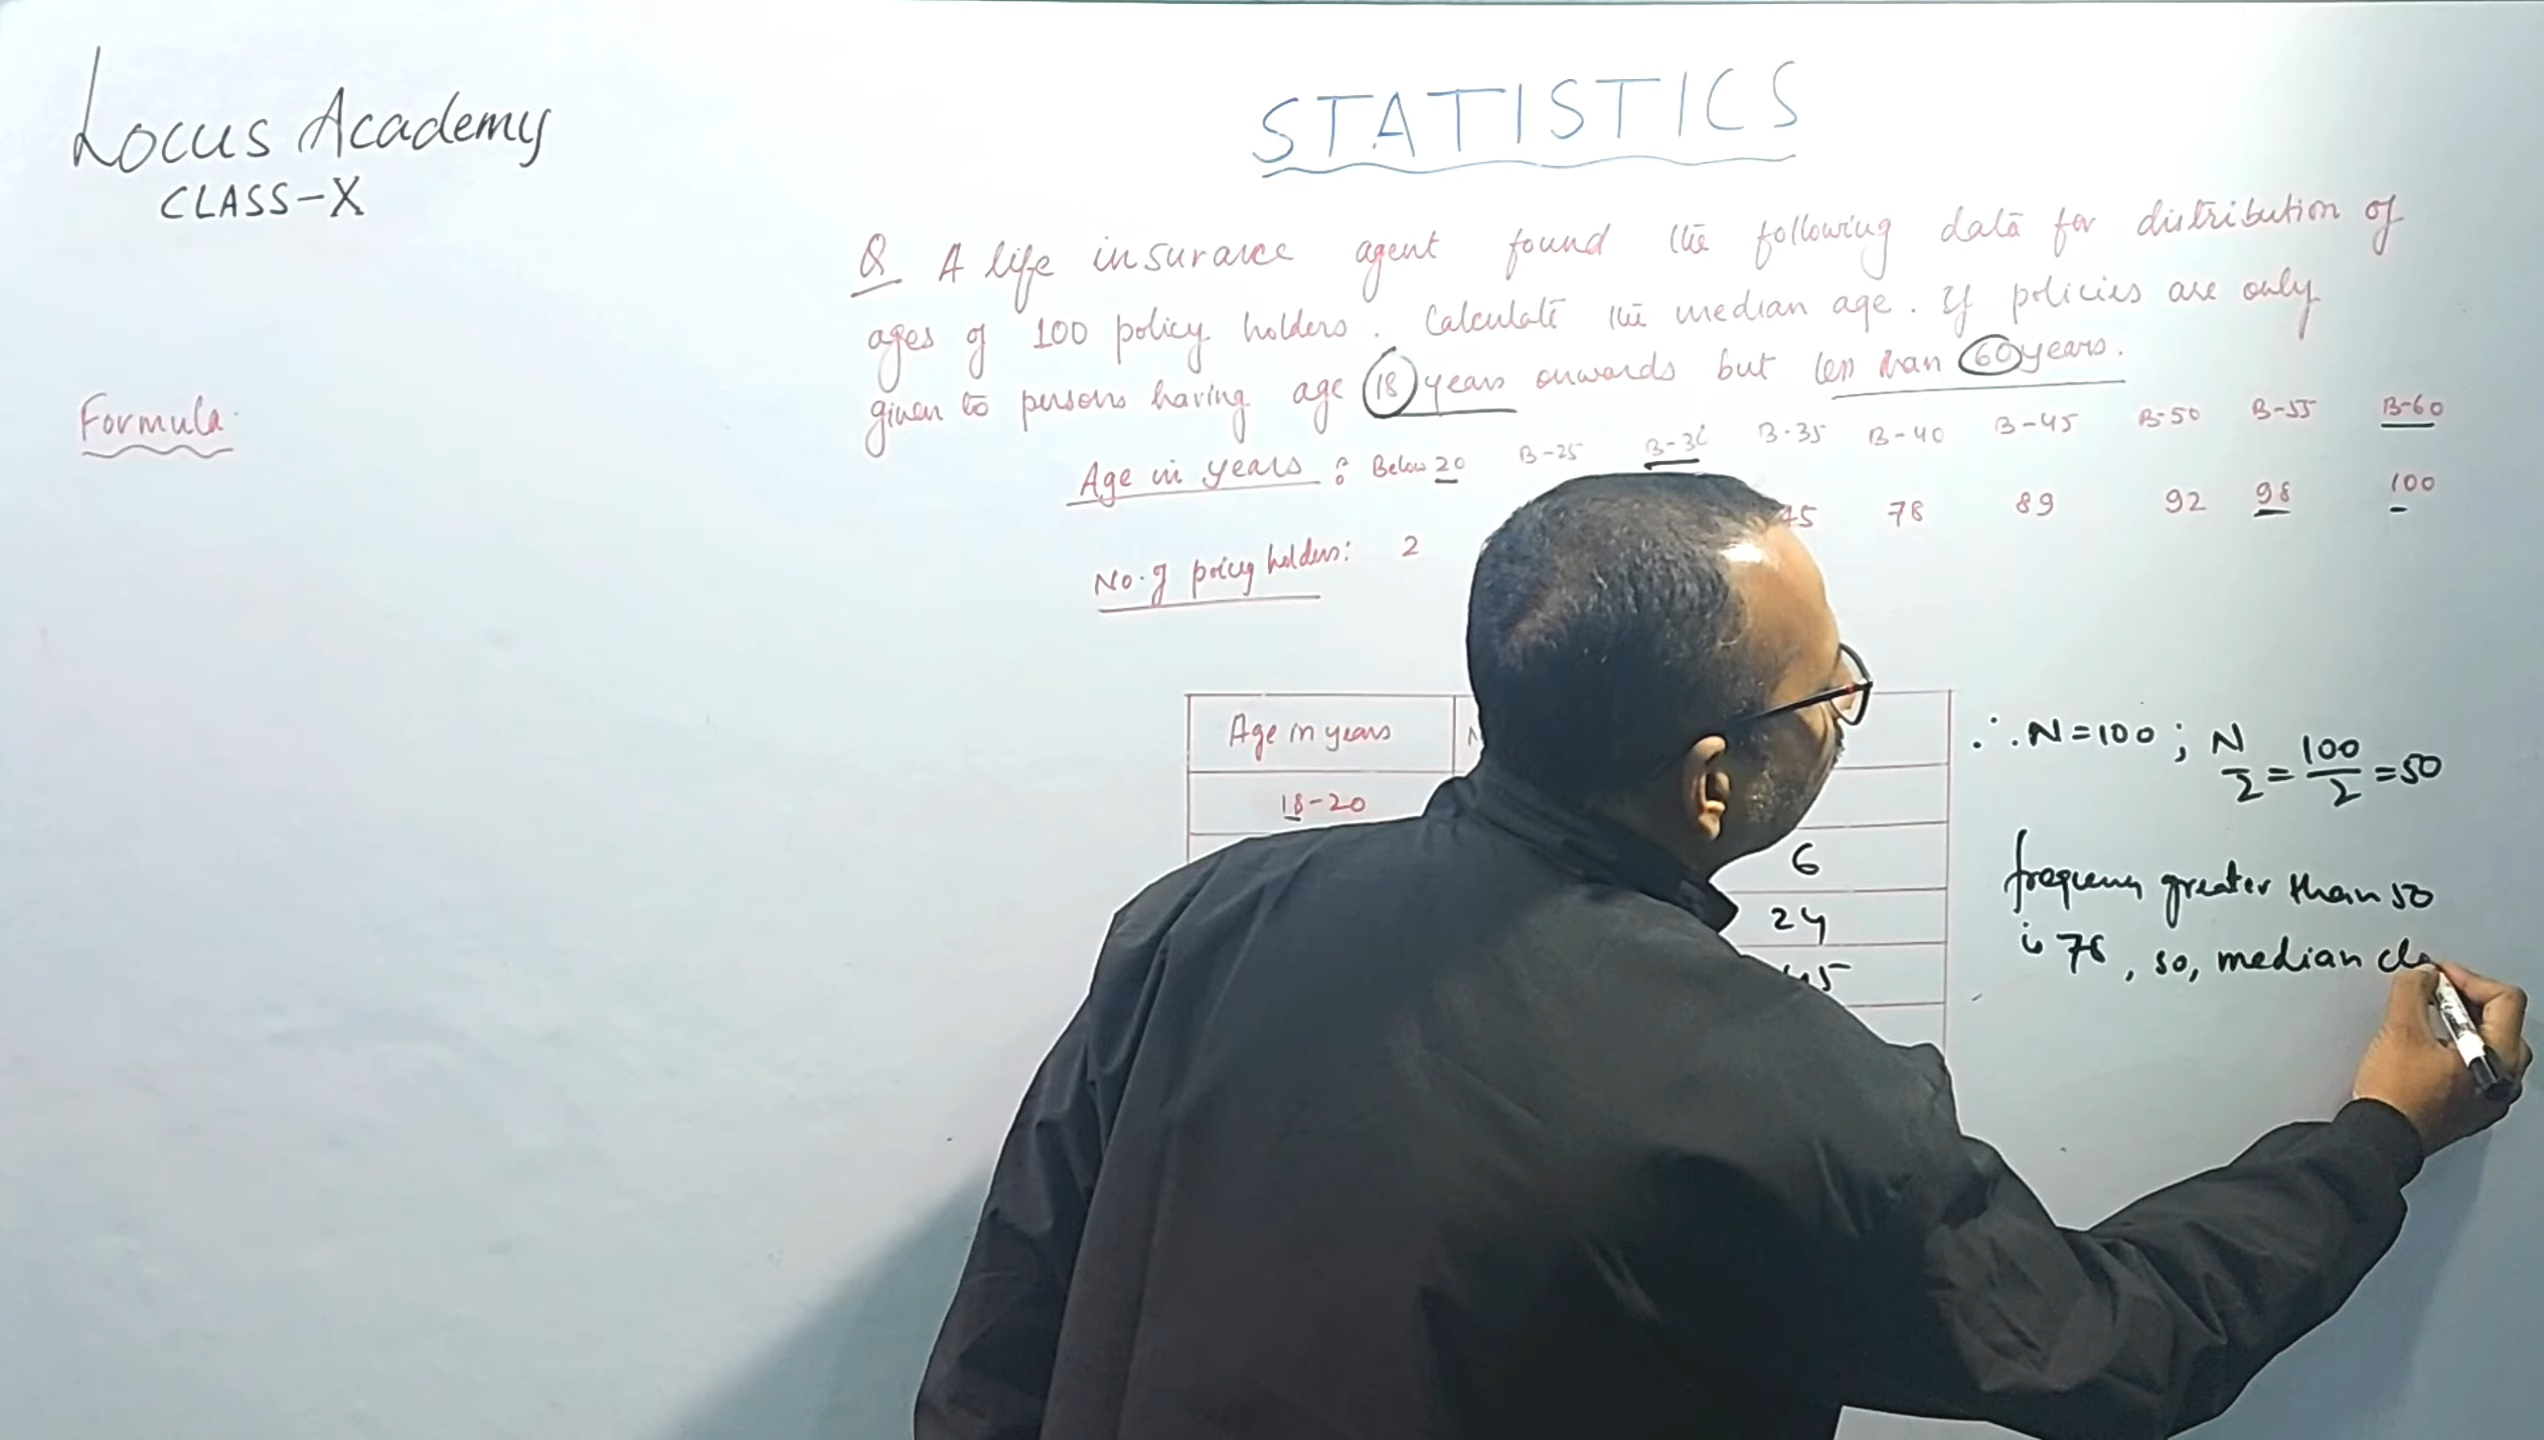 Locus Academy
CLASS-X
STATISTICS
Q A life insurance agent found the following data for distribution of
ages of 100 policy holders. Calculate the median age. If policies are only
given to persons having age 18 years onwards but less than 60 years.
Formula
Age in years : Below 20 B-25 B-35 B-40 B-45 B-50 B-55 B-60
No. of policy holders: 2 45 78 89 92 98 100
Age in years
18-20
6
24
45
∴ N=100 ; N/2 = 100/2 = 50
frequency greater than 50
is 78, so, median cla